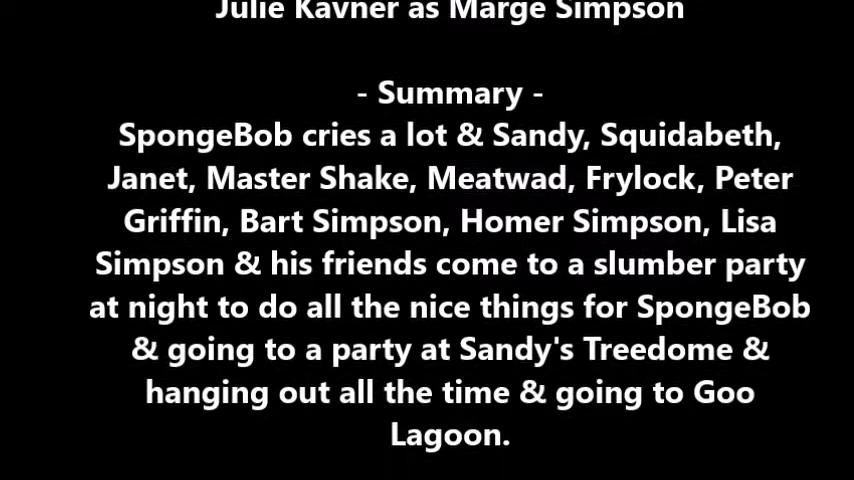 Julie Kavner as Marge Simpson
- Summary -
SpongeBob cries a lot & Sandy, Squidabeth,
Janet, Master Shake, Meatwad, Frylock, Peter
Griffin, Bart Simpson, Homer Simpson, Lisa
Simpson & his friends come to a slumber party
at night to do all the nice things for SpongeBob
& going to a party at Sandy's Treedome &
hanging out all the time & going to Goo
Lagoon.